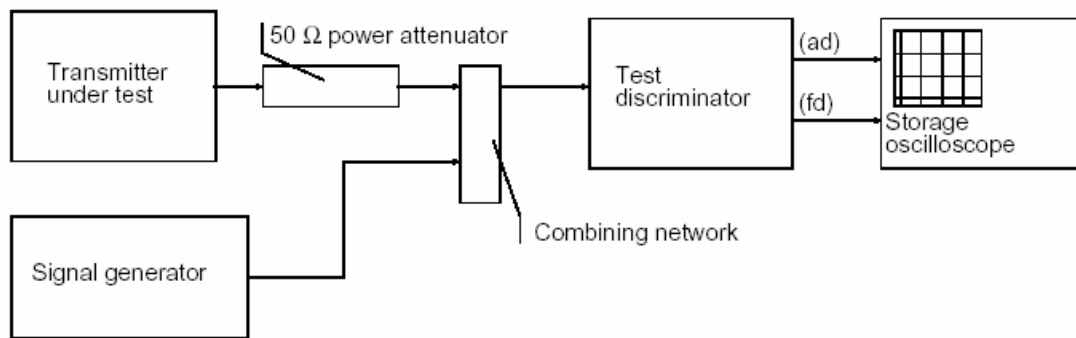 50 Ω power attenuator
Transmitter
under test
Test
discriminator
(ad)
(fd)
Storage
oscilloscope
Combining network
Signal generator